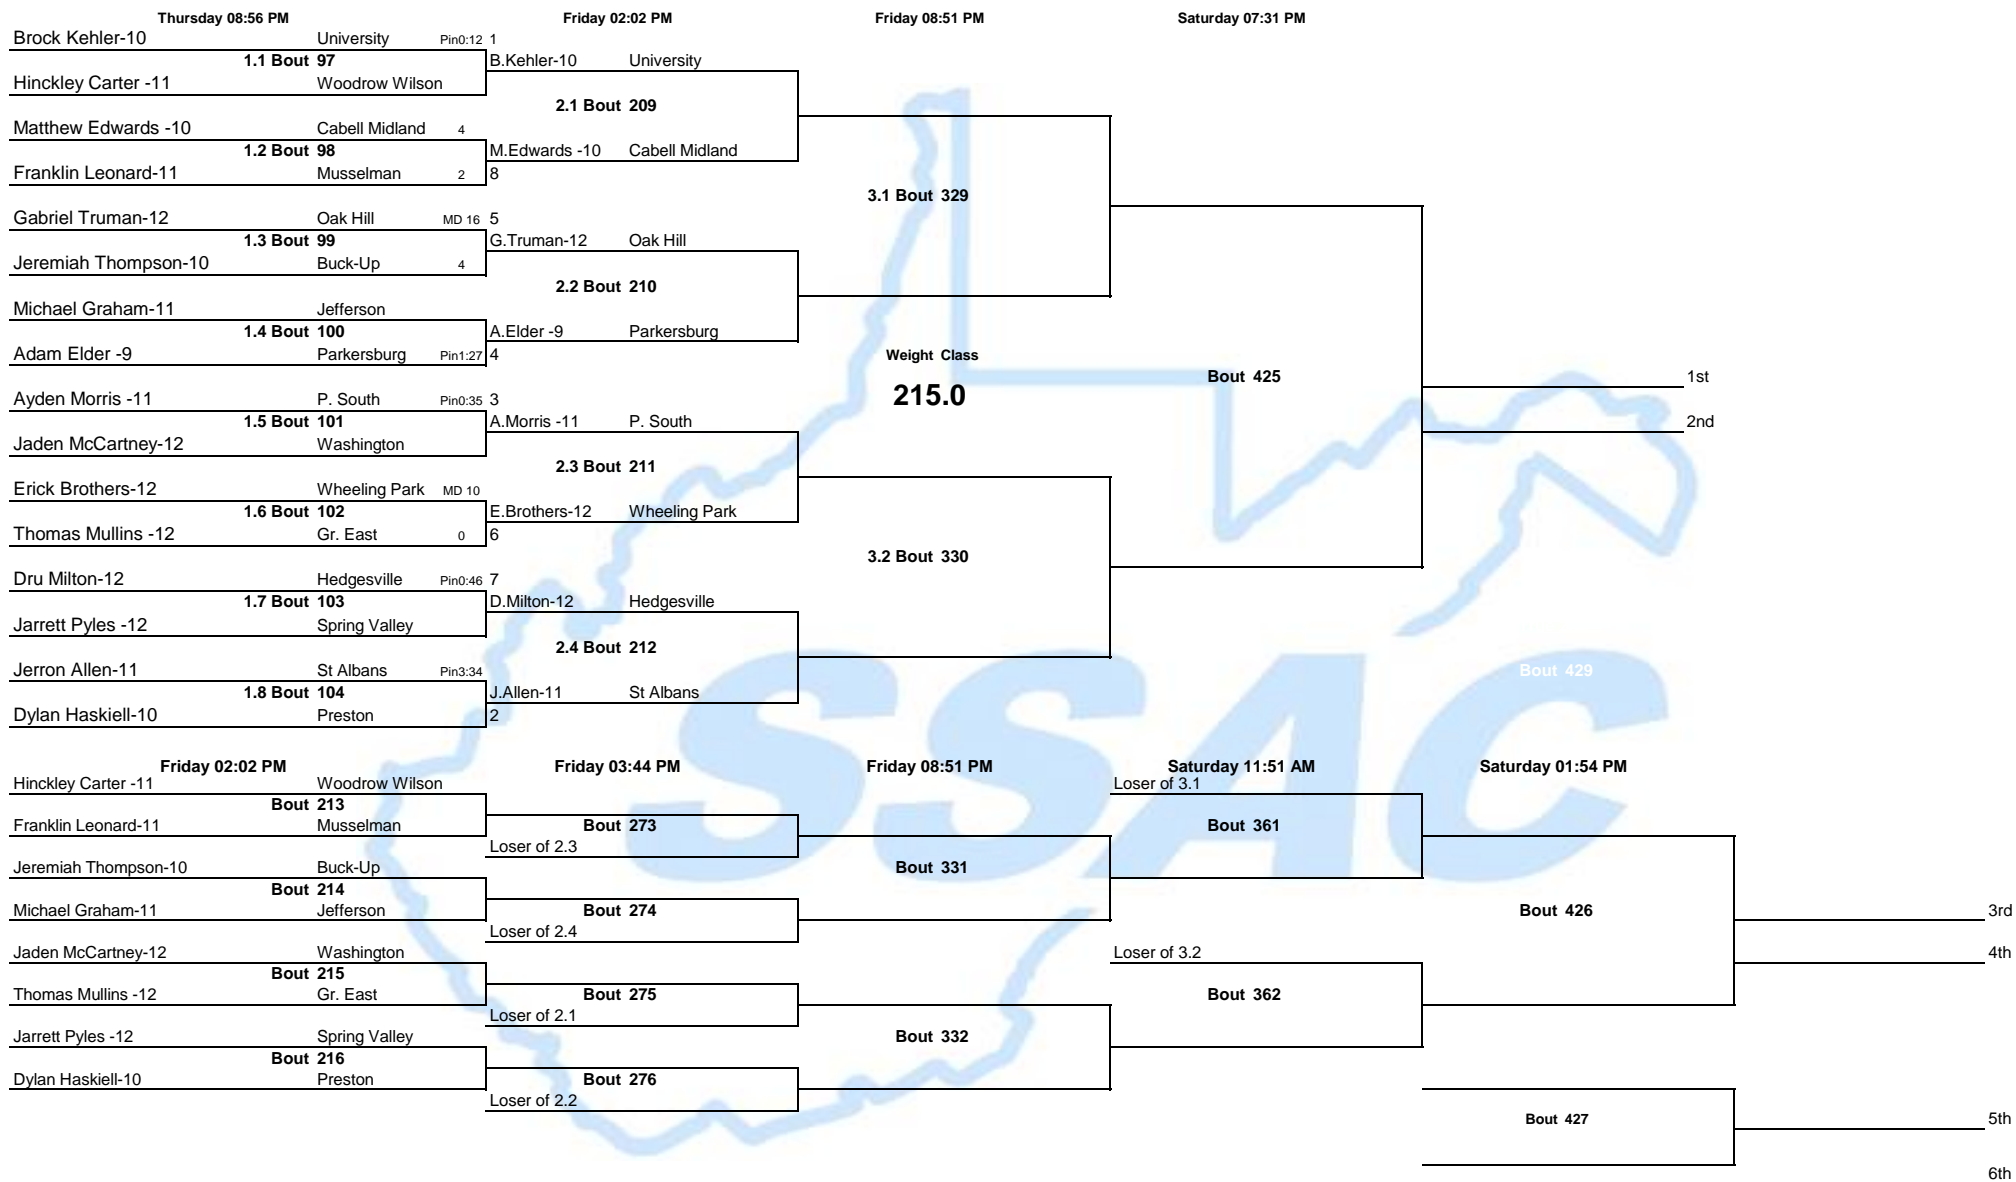 Thursday 08:56 PM Friday 02:02 PM Friday 08:51 PM Saturday 07:31 PM
Brock Kehler-10 University Pin0:12 1
1.1 Bout 97 B.Kehler-10 University
Hinckley Carter -11 Woodrow Wilson
2.1 Bout 209
Matthew Edwards -10 Cabell Midland 4
1.2 Bout 98 M.Edwards -10 Cabell Midland
Franklin Leonard-11 Musselman 2 8
3.1 Bout 329
Gabriel Truman-12 Oak Hill MD 16 5
1.3 Bout 99 G.Truman-12 Oak Hill
Jeremiah Thompson-10 Buck-Up 4
2.2 Bout 210
Michael Graham-11 Jefferson
1.4 Bout 100 A.Elder -9 Parkersburg
Adam Elder -9 Parkersburg Pin1:27 4 Weight Class
Bout 425 1st
Ayden Morris -11 P. South Pin0:35 3 215.0
1.5 Bout 101 A.Morris -11 P. South 2nd
Jaden McCartney-12 Washington
2.3 Bout 211
Erick Brothers-12 Wheeling Park MD 10
1.6 Bout 102 E.Brothers-12 Wheeling Park
Thomas Mullins -12 Gr. East 0 6
3.2 Bout 330
Dru Milton-12 Hedgesville Pin0:46 7
1.7 Bout 103 D.Milton-12 Hedgesville
Jarrett Pyles -12 Spring Valley
2.4 Bout 212
Jerron Allen-11 St Albans Pin3:34 Bout 429
1.8 Bout 104 J.Allen-11 St Albans
Dylan Haskiell-10 Preston 2
SSAC
Friday 02:02 PM Friday 03:44 PM Friday 08:51 PM Saturday 11:51 AM Saturday 01:54 PM
Hinckley Carter -11 Woodrow Wilson Loser of 3.1
Bout 213
Franklin Leonard-11 Musselman Bout 273 Bout 361
Loser of 2.3
Jeremiah Thompson-10 Buck-Up Bout 331
Bout 214
Michael Graham-11 Jefferson Bout 274 Bout 426 3rd
Loser of 2.4
Jaden McCartney-12 Washington Loser of 3.2 4th
Bout 215
Thomas Mullins -12 Gr. East Bout 275 Bout 362
Loser of 2.1
Jarrett Pyles -12 Spring Valley Bout 332
Bout 216
Dylan Haskiell-10 Preston Bout 276
Loser of 2.2
Bout 427 5th
6th